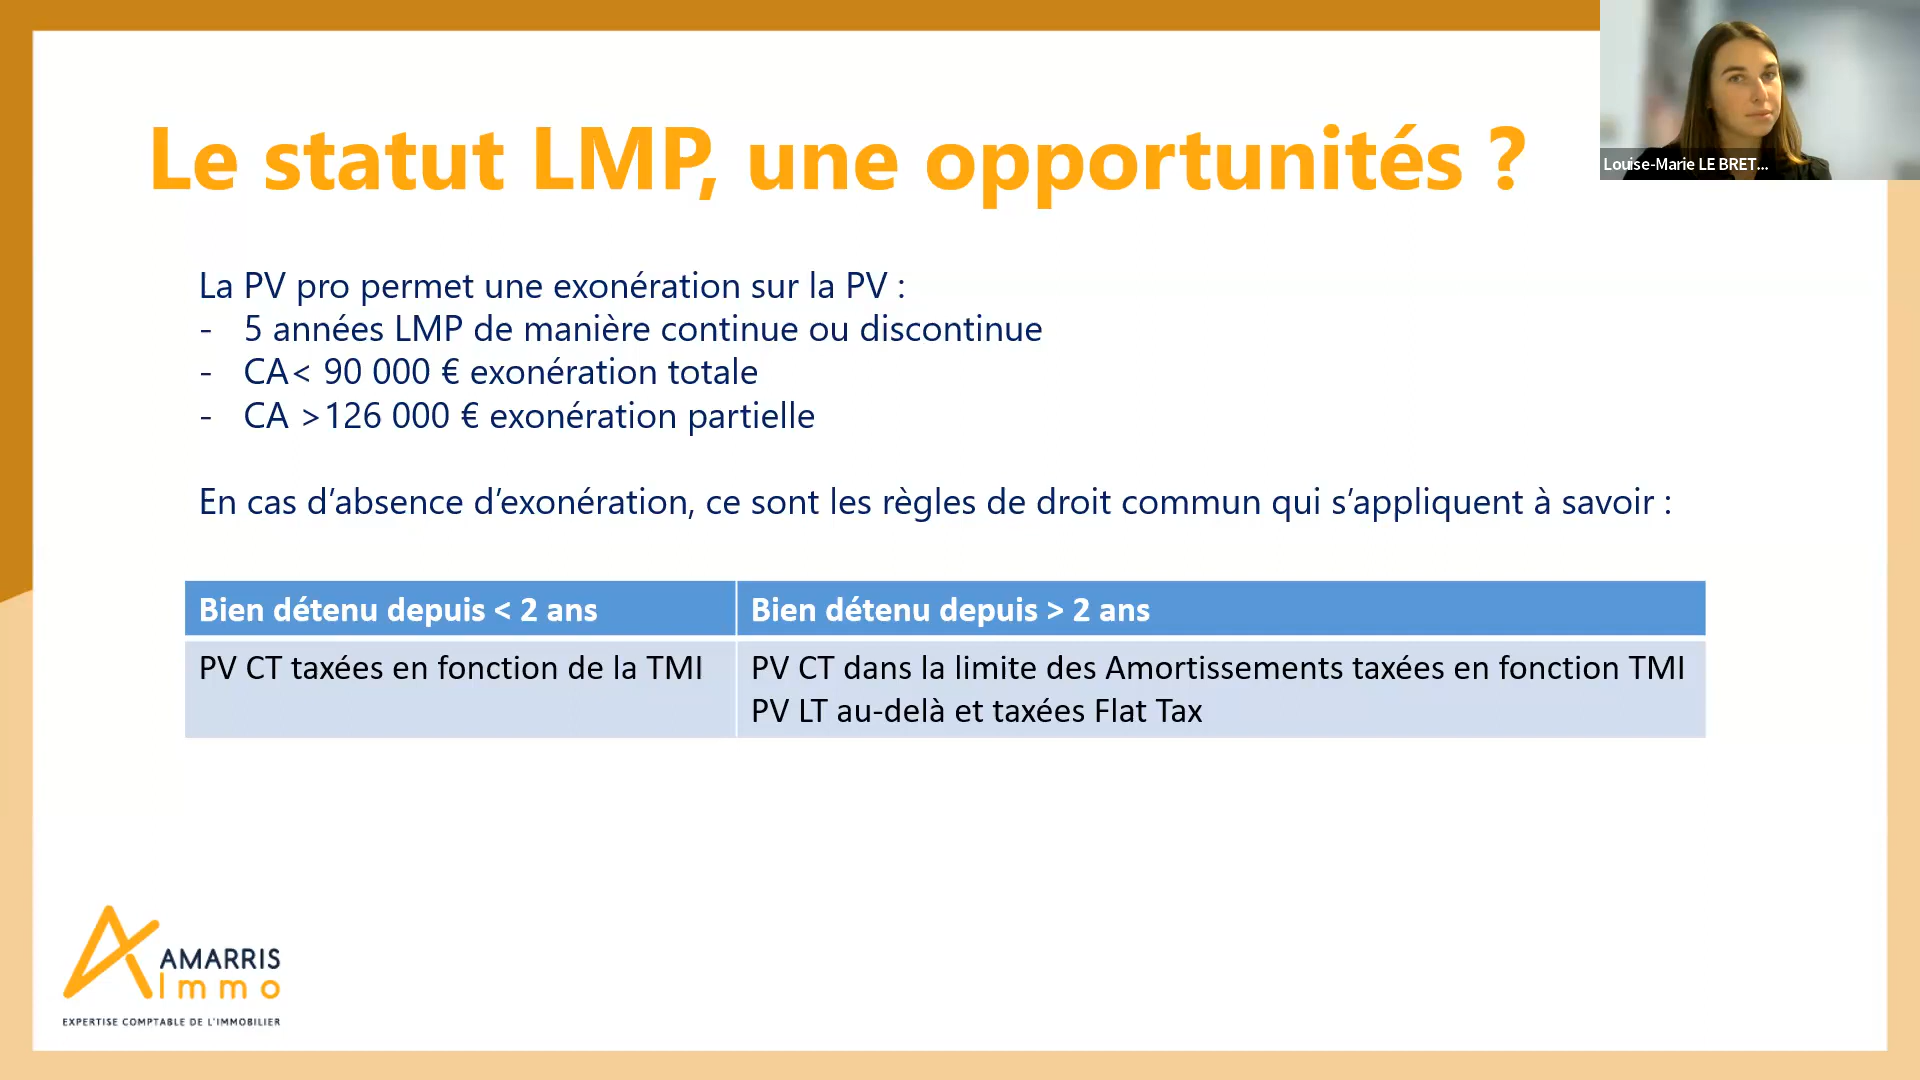 Le statut LMP, une opportunités ?
Louise-Marie LE BRET...
La PV pro permet une exonération sur la PV :
- 5 années LMP de manière continue ou discontinue
- CA< 90 000 € exonération totale
- CA >126 000 € exonération partielle
En cas d’absence d’exonération, ce sont les règles de droit commun qui s’appliquent à savoir :
Bien détenu depuis < 2 ans
Bien détenu depuis > 2 ans
PV CT taxées en fonction de la TMI
PV CT dans la limite des Amortissements taxées en fonction TMI
PV LT au-delà et taxées Flat Tax
AMARRIS
Immo
EXPERTISE COMPTABLE DE L'IMMOBILIER